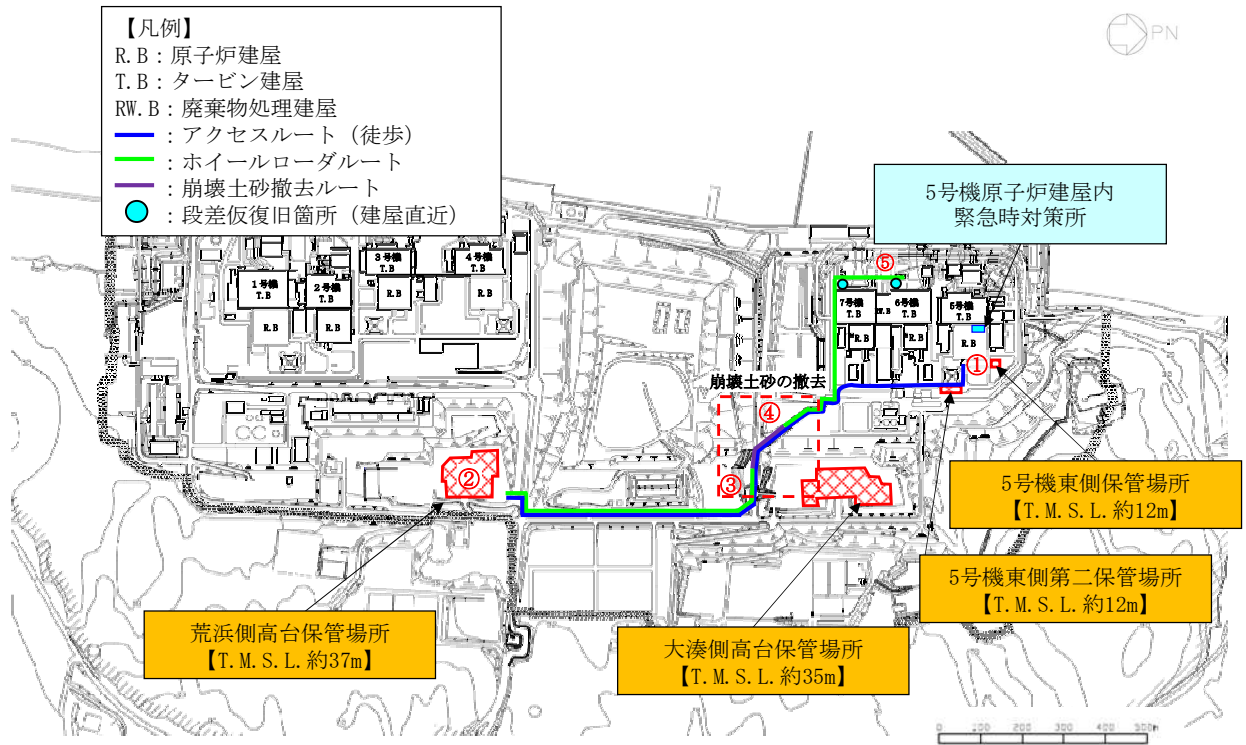 【凡例】
R.B：原子炉建屋
T.B：タービン建屋
RW.B：廃棄物処理建屋
：アクセスルート（徒歩）
：ホイールローダルート
：崩壊土砂撤去ルート
：段差仮復旧箇所（建屋直近）
PN
5号機原子炉建屋内
緊急時対策所
1号機
T.B
2号機
T.B
3号機
T.B
4号機
T.B
R.B
R.B
R.B
R.B
⑤
7号機
T.B
6号機
T.B
5号機
T.B
R.B
R.B
R.B
①
崩壊土砂の撤去
④
②
③
5号機東側保管場所
【T.M.S.L.約12m】
5号機東側第二保管場所
【T.M.S.L.約12m】
荒浜側高台保管場所
【T.M.S.L.約37m】
大湊側高台保管場所
【T.M.S.L.約35m】
0 100 200 300 400 500m